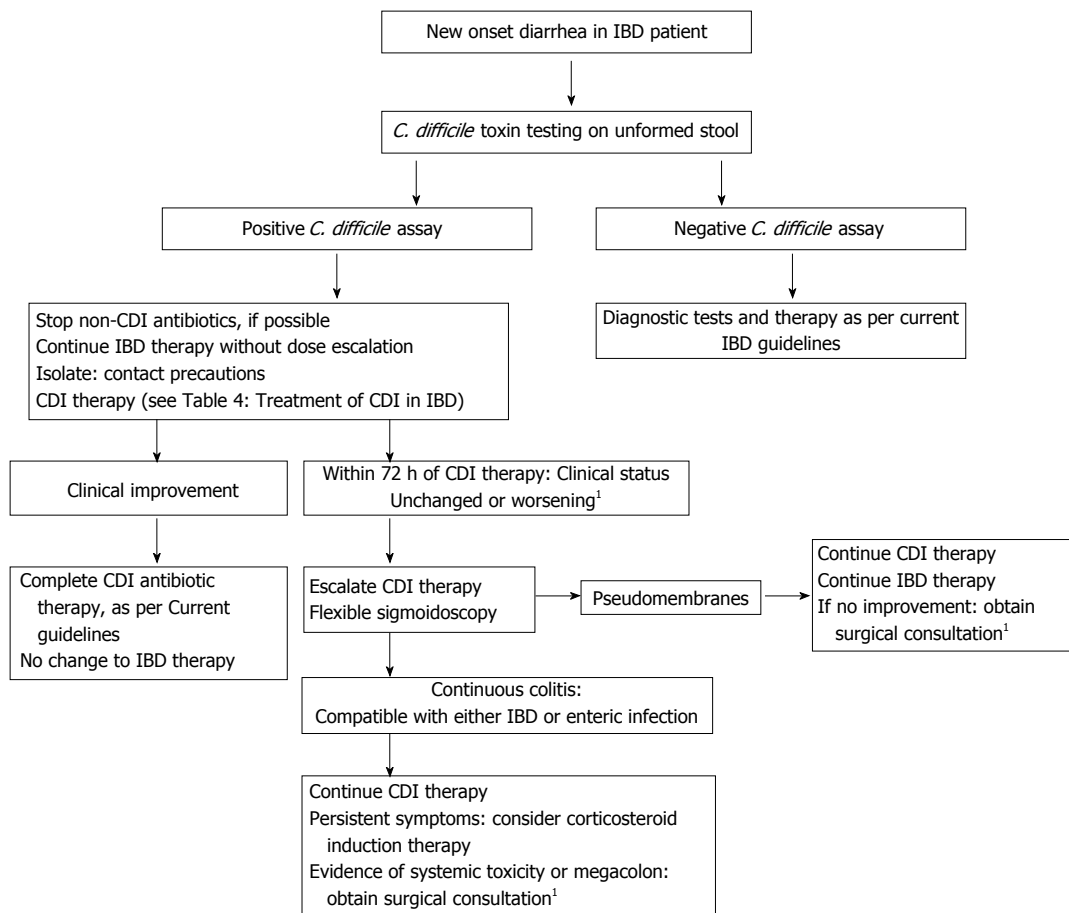 New onset diarrhea in IBD patient
C. difficile toxin testing on unformed stool
Positive C. difficile assay
Negative C. difficile assay
Stop non-CDI antibiotics, if possible
Continue IBD therapy without dose escalation
Isolate: contact precautions
CDI therapy (see Table 4: Treatment of CDI in IBD)
Diagnostic tests and therapy as per current
IBD guidelines
Clinical improvement
Within 72 h of CDI therapy: Clinical status
Unchanged or worsening1
Complete CDI antibiotic
therapy, as per Current
guidelines
No change to IBD therapy
Escalate CDI therapy
Flexible sigmoidoscopy
Pseudomembranes
Continue CDI therapy
Continue IBD therapy
If no improvement: obtain
surgical consultation1
Continuous colitis:
Compatible with either IBD or enteric infection
Continue CDI therapy
Persistent symptoms: consider corticosteroid
induction therapy
Evidence of systemic toxicity or megacolon:
obtain surgical consultation1